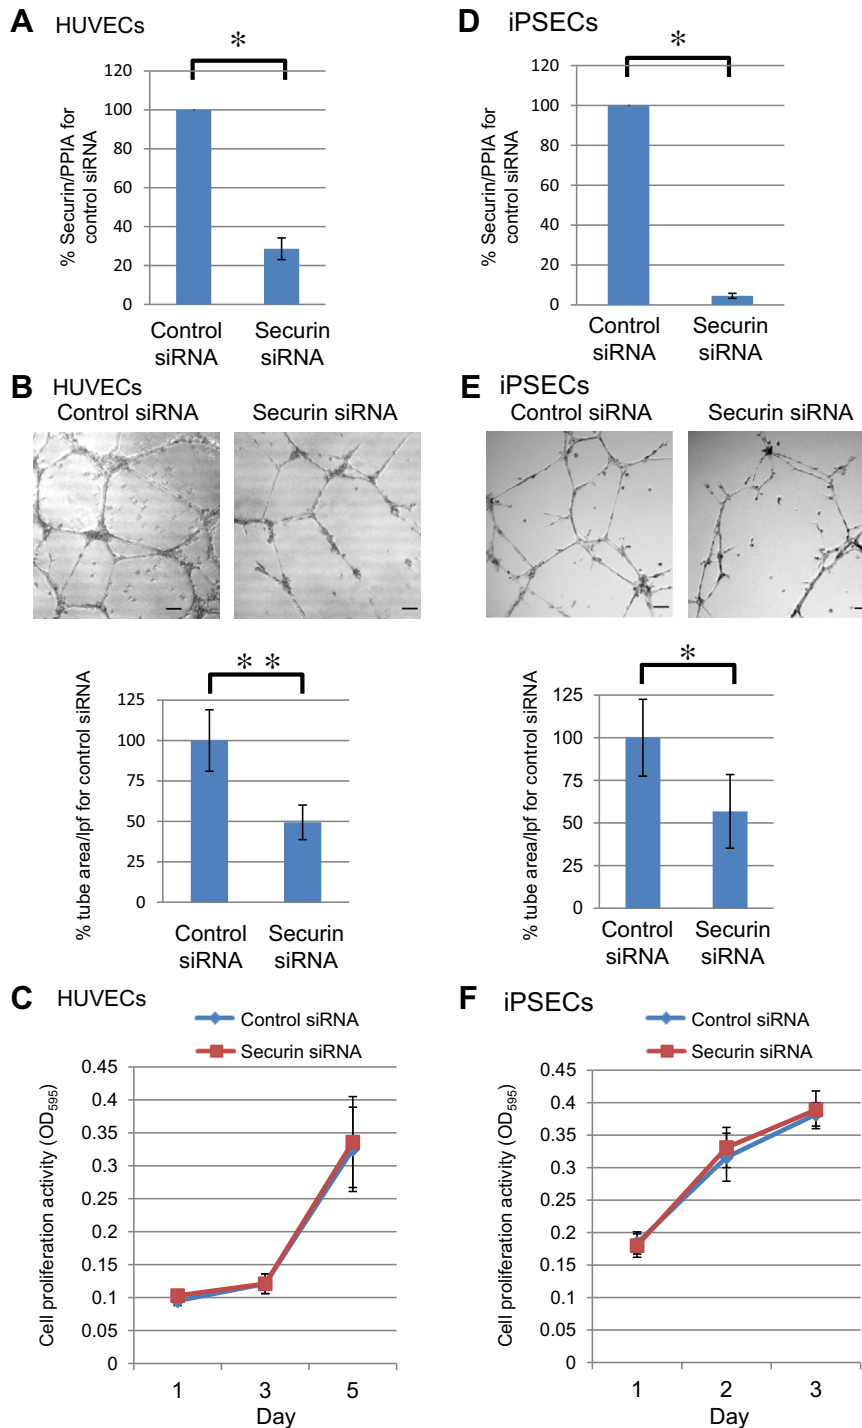 A HUVECs
*
120
100
80
60
40
20
0
% Securin/PPIA for
control siRNA
Control
siRNA
Securin
siRNA
D iPSECs
*
120
100
80
60
40
20
0
% Securin/PPIA for
control siRNA
Control
siRNA
Securin
siRNA
B HUVECs
Control siRNA
Securin siRNA
* *
125
100
75
50
25
0
% tube area/lpf for control siRNA
Control
siRNA
Securin
siRNA
E iPSECs
Control siRNA
Securin siRNA
*
125
100
75
50
25
0
% tube area/lpf for control siRNA
Control
siRNA
Securin
siRNA
C HUVECs
Control siRNA
Securin siRNA
0.45
0.4
0.35
0.3
0.25
0.2
0.15
0.1
0.05
0
Cell proliferation activity (OD595)
1 3 5
Day
F iPSECs
Control siRNA
Securin siRNA
0.45
0.4
0.35
0.3
0.25
0.2
0.15
0.1
0.05
0
Cell proliferation activity (OD595)
1 2 3
Day